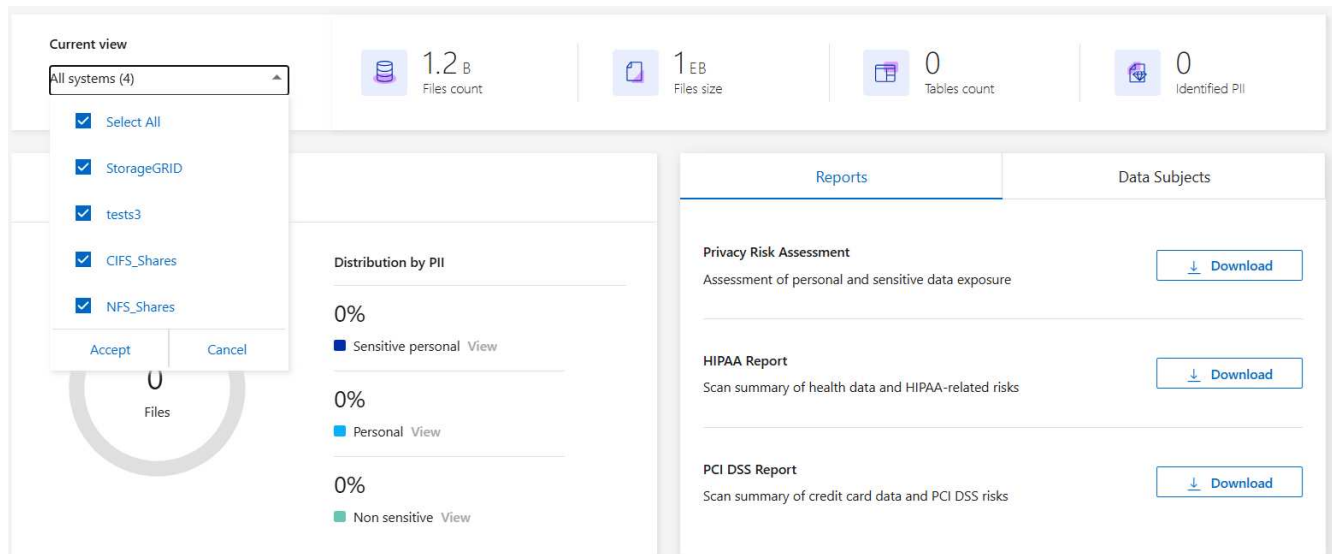 Current view
All systems (4)
Select All
StorageGRID
tests3
CIFS_Shares
NFS_Shares
Accept Cancel
1.2 B
Files count
1 EB
Files size
0
Tables count
0
Identified PII
0
Files
Distribution by PII
0%
Sensitive personal View
0%
Personal View
0%
Non sensitive View
Reports Data Subjects
Privacy Risk Assessment
Assessment of personal and sensitive data exposure
Download
HIPAA Report
Scan summary of health data and HIPAA-related risks
Download
PCI DSS Report
Scan summary of credit card data and PCI DSS risks
Download